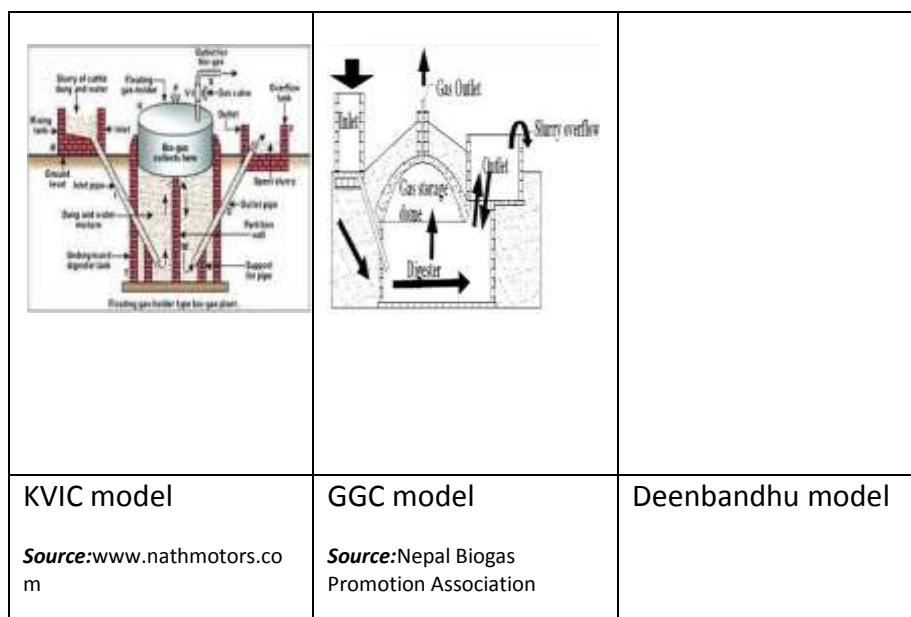 Outlet for
bio-gas
Slurry of cattle
dung and water
Floating
gas-holder
Gas valve
Overflow
tank
Mixing
tank
Inlet
Outlet
Bio-gas
collects here
Ground
level
Inlet pipe
Spent slurry
Outlet pipe
Dung and water
mixture
Partition
wall
Underground
digester tank
Support
for pipe
Floating gas-holder type bio-gas plant.
Inlet
Gas Outlet
Slurry overflow
Outlet
Gas storage
dome
Digester
KVIC model
GGC model
Deenbandhu model
Source:www.nathmotors.co
m
Source:Nepal Biogas
Promotion Association